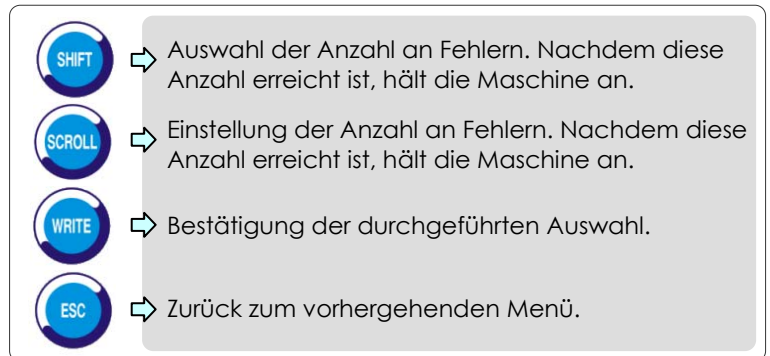 SHIFT
Auswahl der Anzahl an Fehlern. Nachdem diese
Anzahl erreicht ist, hält die Maschine an.
SCROLL
Einstellung der Anzahl an Fehlern. Nachdem diese
Anzahl erreicht ist, hält die Maschine an.
WRITE
Bestätigung der durchgeführten Auswahl.
ESC
Zurück zum vorhergehenden Menü.